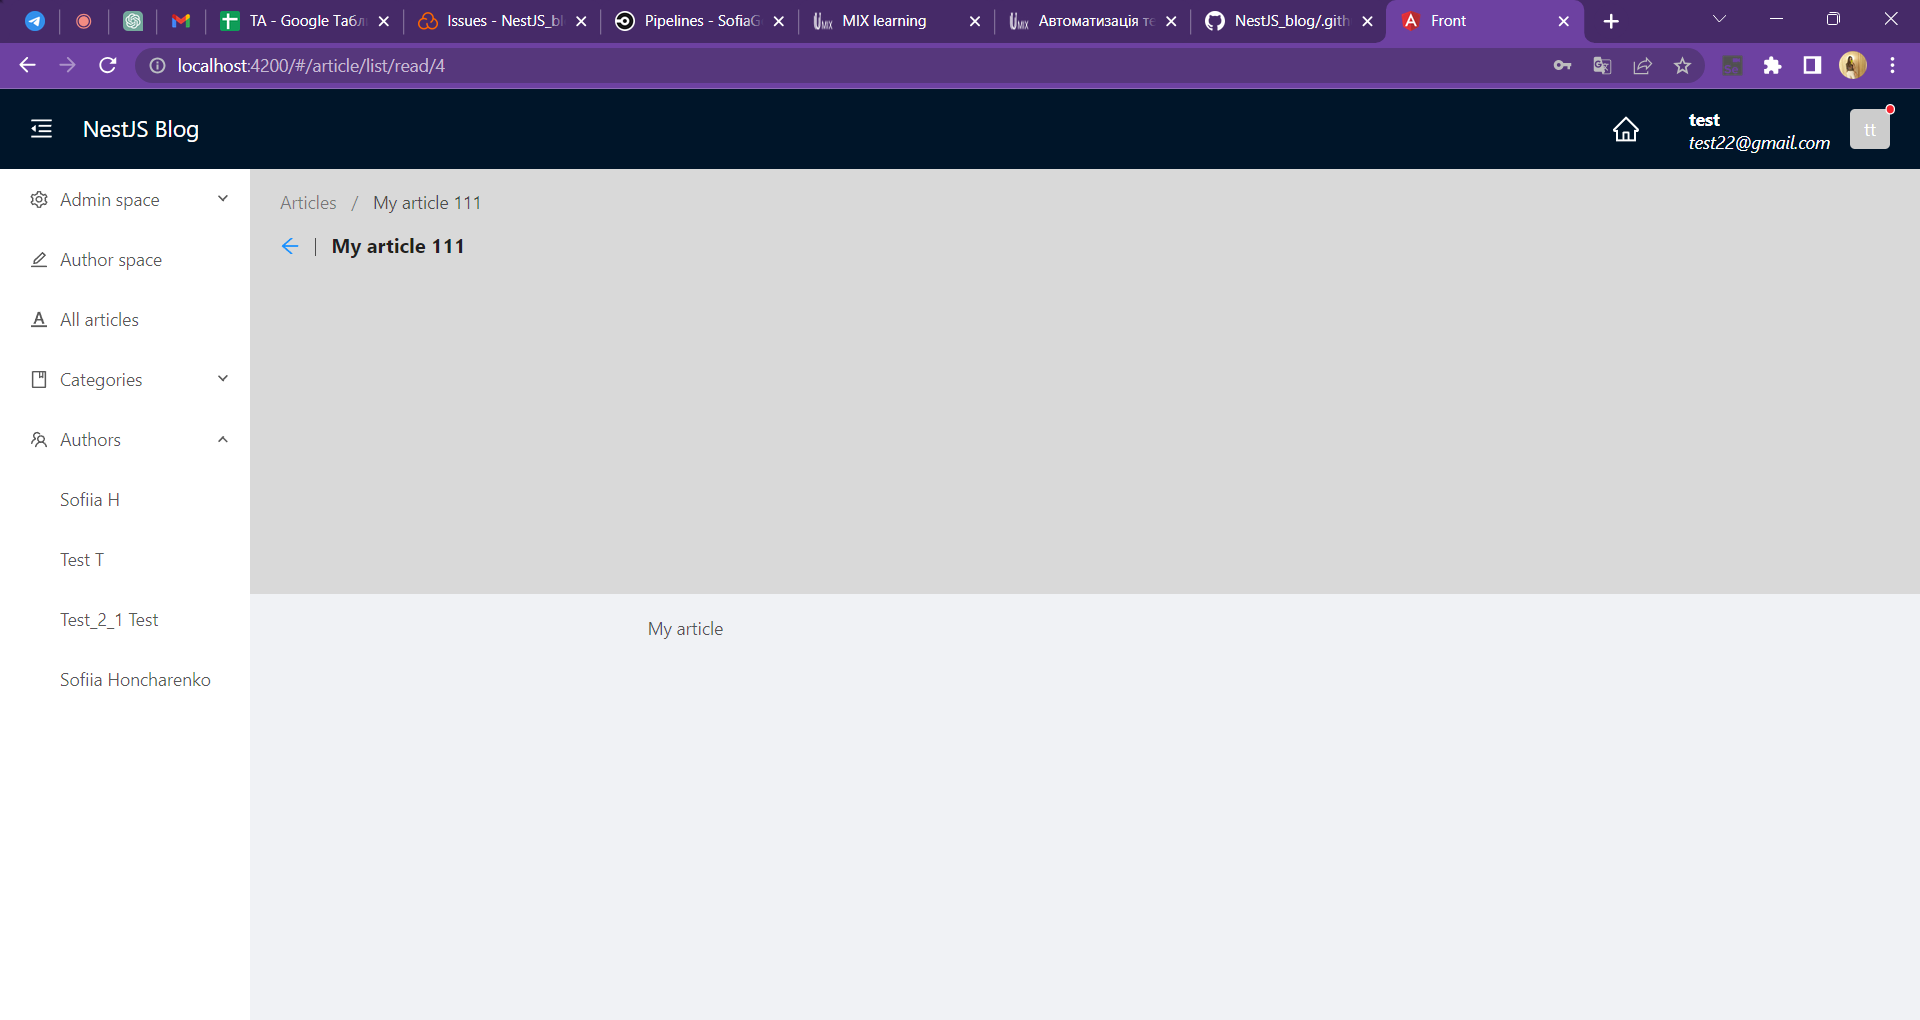 TA - Google Табл
Issues - NestJS_bl
Pipelines - SofiaG
MIX learning
Автоматизація те
NestJS_blog/.gith
Front
localhost:4200/#/article/list/read/4
NestJS Blog
test
test22@gmail.com
tt
Admin space
Author space
All articles
Categories
Authors
Sofiia H
Test T
Test_2_1 Test
Sofiia Honcharenko
Articles / My article 111
My article 111
My article